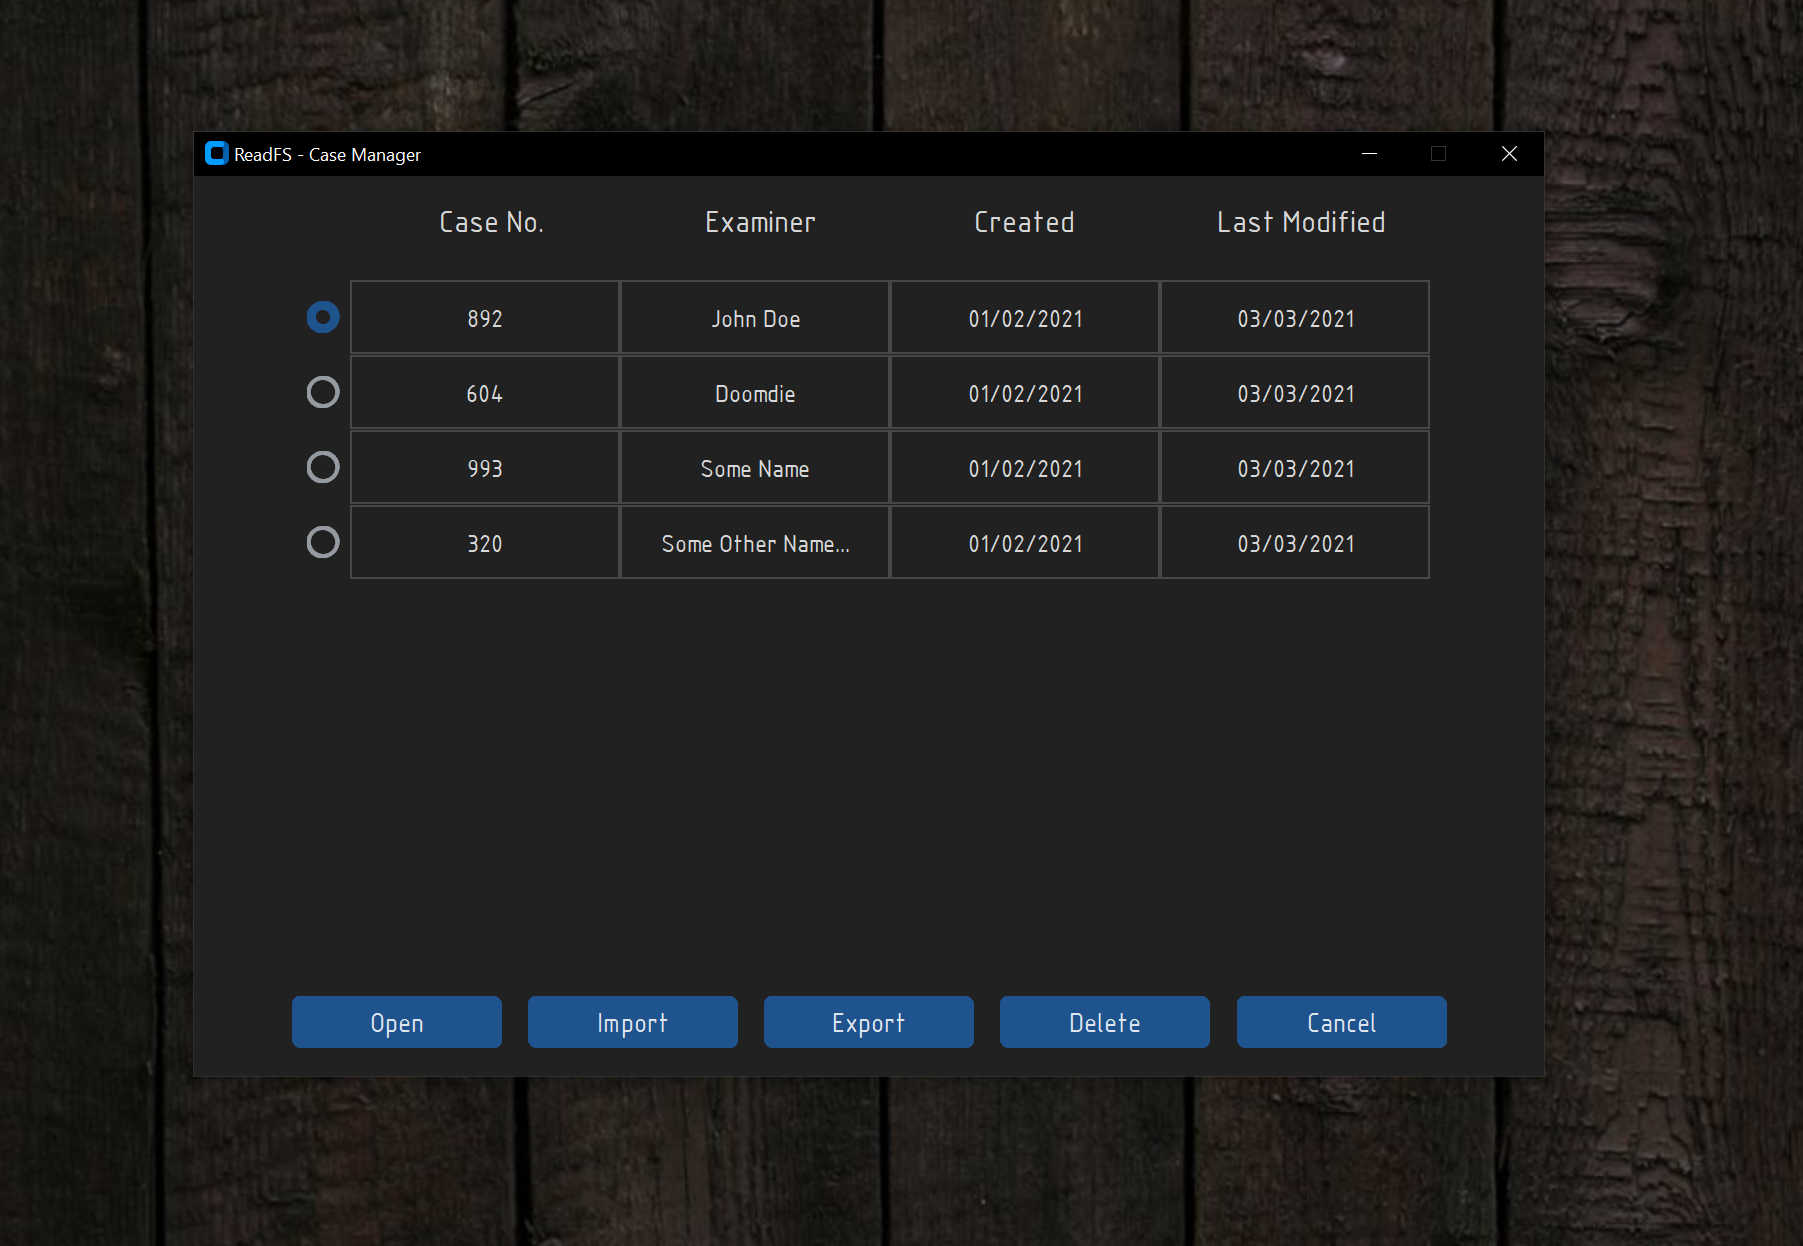 ReadFS - Case Manager
Case No. Examiner Created Last Modified
892 John Doe 01/02/2021 03/03/2021
604 Doomdie 01/02/2021 03/03/2021
993 Some Name 01/02/2021 03/03/2021
320 Some Other Name... 01/02/2021 03/03/2021
Open Import Export Delete Cancel